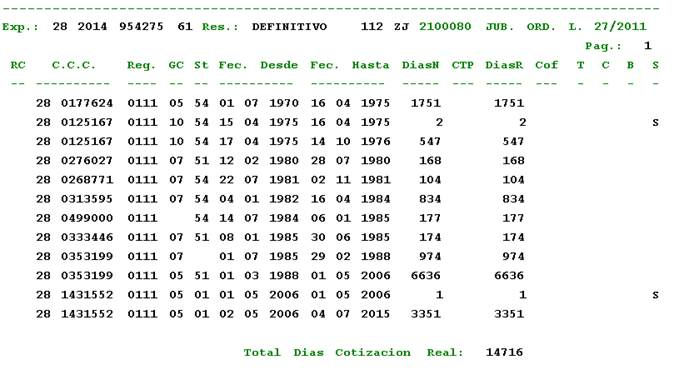 Exp.: 28 2014 954275 61 Res.: DEFINITIVO 112 ZJ 2100080 JUB. ORD. L. 27/2011
Pag.: 1
RC C.C.C. Reg. GC St Fec. Desde Fec. Hasta DiasN CTP DiasR Cof T C B S
28 0177624 0111 05 54 01 07 1970 16 04 1975 1751 1751
28 0125167 0111 10 54 15 04 1975 16 04 1975 2 2 S
28 0125167 0111 10 54 17 04 1975 14 10 1976 547 547
28 0276027 0111 07 51 12 02 1980 28 07 1980 168 168
28 0268771 0111 07 54 22 07 1981 02 11 1981 104 104
28 0313595 0111 07 54 04 01 1982 16 04 1984 834 834
28 0499000 0111 54 14 07 1984 06 01 1985 177 177
28 0333446 0111 07 51 08 01 1985 30 06 1985 174 174
28 0353199 0111 07 01 07 1985 29 02 1988 974 974
28 0353199 0111 05 51 01 03 1988 01 05 2006 6636 6636
28 1431552 0111 05 01 01 05 2006 01 05 2006 1 1 S
28 1431552 0111 05 01 02 05 2006 04 07 2015 3351 3351
Total Dias Cotizacion Real: 14716